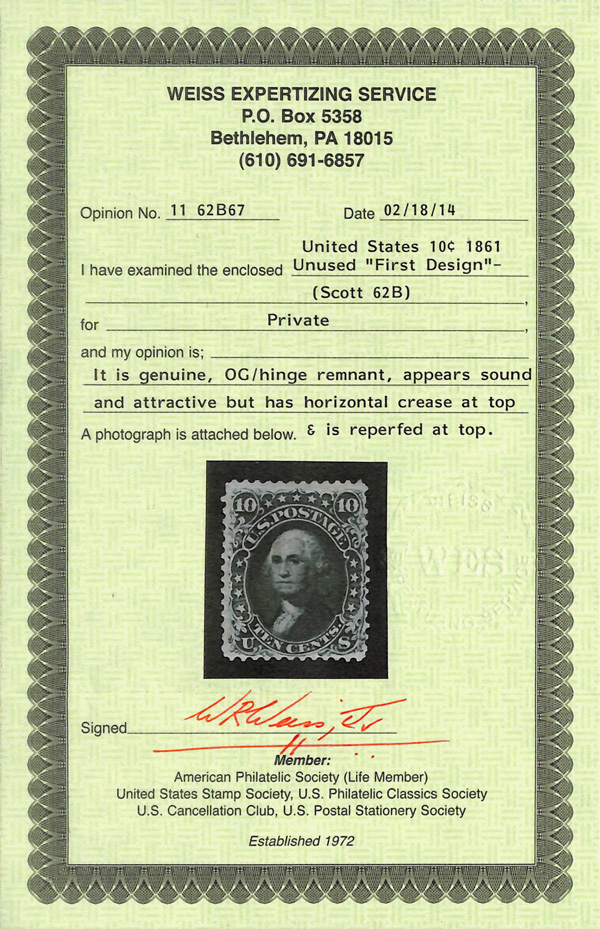 WEISS EXPERTIZING SERVICE
P.O. Box 5358
Bethlehem, PA 18015
(610) 691-6857
Opinion No. 11 62B67 Date 02/18/14
United States 10¢ 1861
I have examined the enclosed Unused "First Design"-
(Scott 62B) ,
for Private ,
and my opinion is;
It is genuine, OG/hinge remnant, appears sound
and attractive but has horizontal crease at top
A photograph is attached below. & is reperfed at top.
10 10
U.S. POSTAGE
TEN CENTS.
U S
WEISS
WES
Signed WRWeiss, Jr
Member:
American Philatelic Society (Life Member)
United States Stamp Society, U.S. Philatelic Classics Society
U.S. Cancellation Club, U.S. Postal Stationery Society
Established 1972